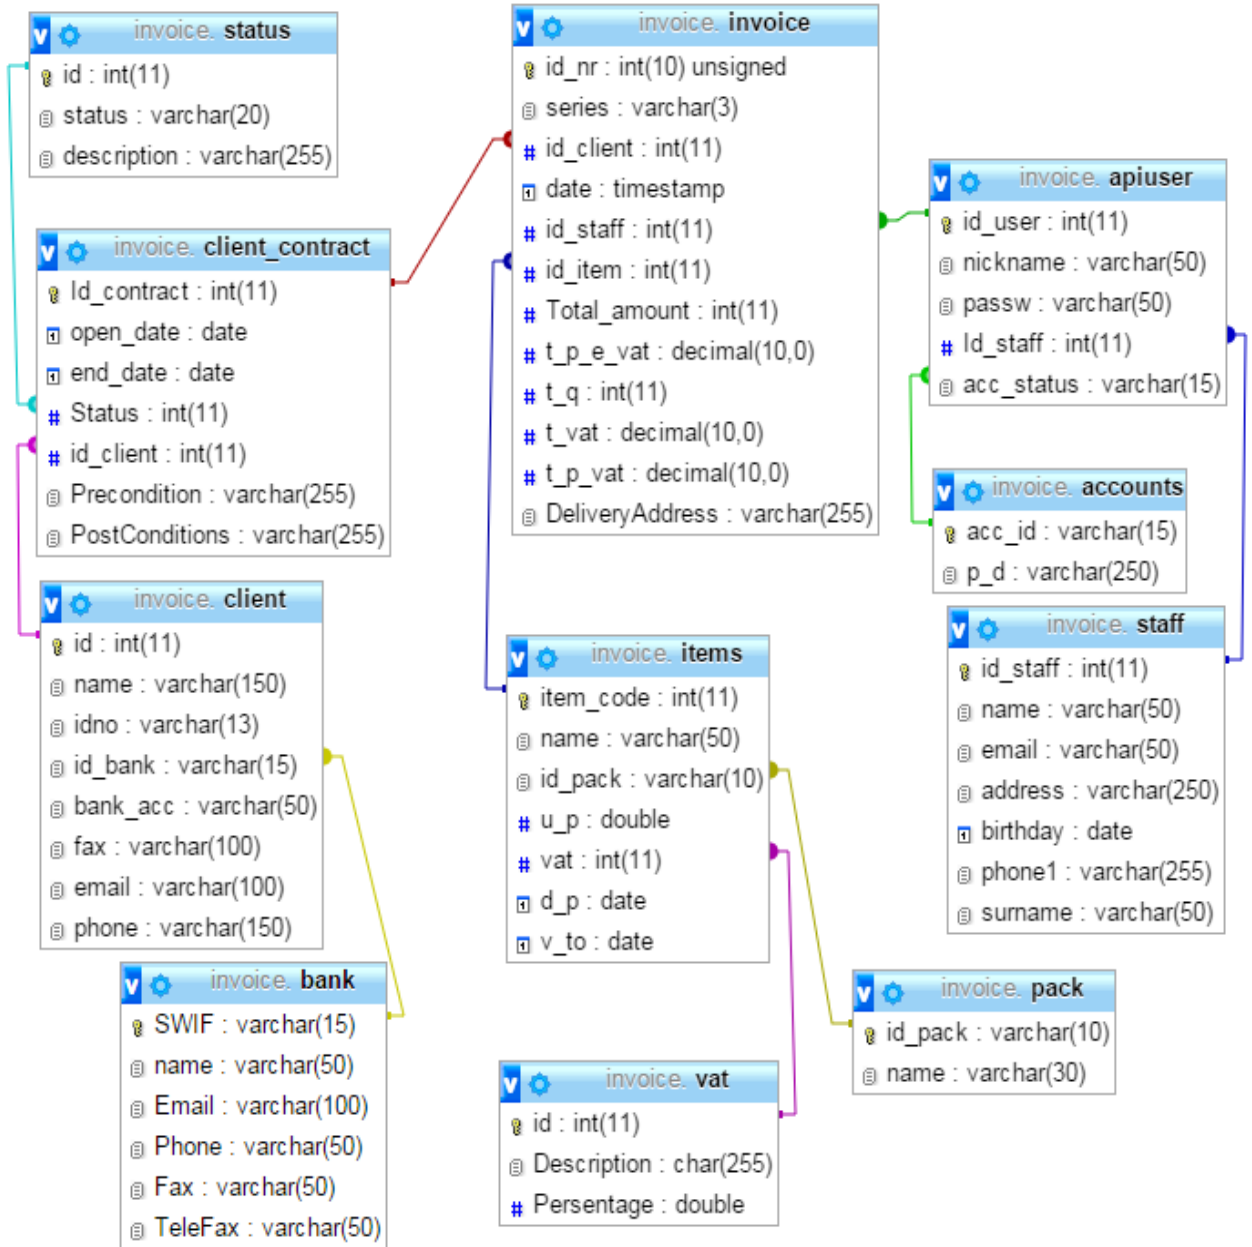 invoice. status
id : int(11)
status : varchar(20)
description : varchar(255)
invoice. client_contract
Id_contract : int(11)
open_date : date
end_date : date
Status : int(11)
id_client : int(11)
Precondition : varchar(255)
PostConditions : varchar(255)
invoice. client
id : int(11)
name : varchar(150)
idno : varchar(13)
id_bank : varchar(15)
bank_acc : varchar(50)
fax : varchar(100)
email : varchar(100)
phone : varchar(150)
invoice. bank
SWIF : varchar(15)
name : varchar(50)
Email : varchar(100)
Phone : varchar(50)
Fax : varchar(50)
TeleFax : varchar(50)
invoice. invoice
id_nr : int(10) unsigned
series : varchar(3)
id_client : int(11)
date : timestamp
id_staff : int(11)
id_item : int(11)
Total_amount : int(11)
t_p_e_vat : decimal(10,0)
t_q : int(11)
t_vat : decimal(10,0)
t_p_vat : decimal(10,0)
DeliveryAddress : varchar(255)
invoice. items
item_code : int(11)
name : varchar(50)
id_pack : varchar(10)
u_p : double
vat : int(11)
d_p : date
v_to : date
invoice. vat
id : int(11)
Description : char(255)
Persentage : double
invoice. apiuser
id_user : int(11)
nickname : varchar(50)
passw : varchar(50)
Id_staff : int(11)
acc_status : varchar(15)
invoice. accounts
acc_id : varchar(15)
p_d : varchar(250)
invoice. staff
id_staff : int(11)
name : varchar(50)
email : varchar(50)
address : varchar(250)
birthday : date
phone1 : varchar(255)
surname : varchar(50)
invoice. pack
id_pack : varchar(10)
name : varchar(30)